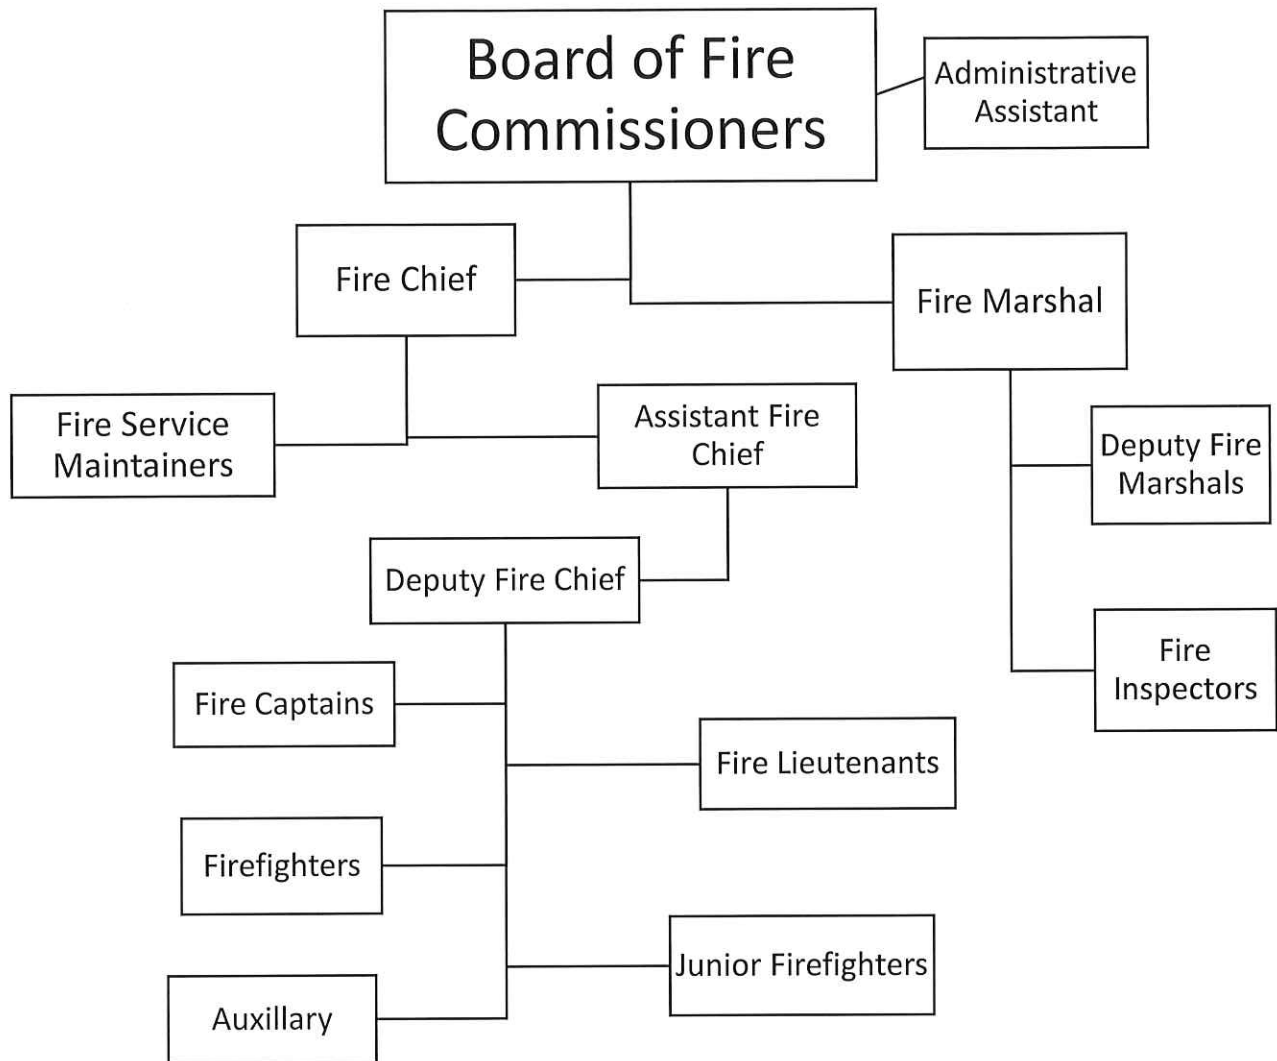 Board of Fire
Commissioners
Administrative
Assistant
Fire Chief
Fire Marshal
Fire Service
Maintainers
Assistant Fire
Chief
Deputy Fire
Marshals
Deputy Fire Chief
Fire Captains
Fire
Inspectors
Fire Lieutenants
Firefighters
Junior Firefighters
Auxillary